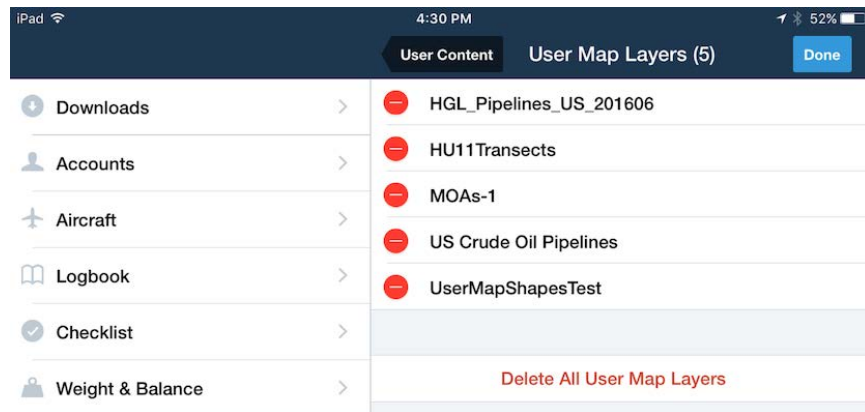 iPad 4:30 PM 52%
User Content User Map Layers (5) Done
Downloads
Accounts
Aircraft
Logbook
Checklist
Weight & Balance
HGL_Pipelines_US_201606
HU11Transects
MOAs-1
US Crude Oil Pipelines
UserMapShapesTest
Delete All User Map Layers